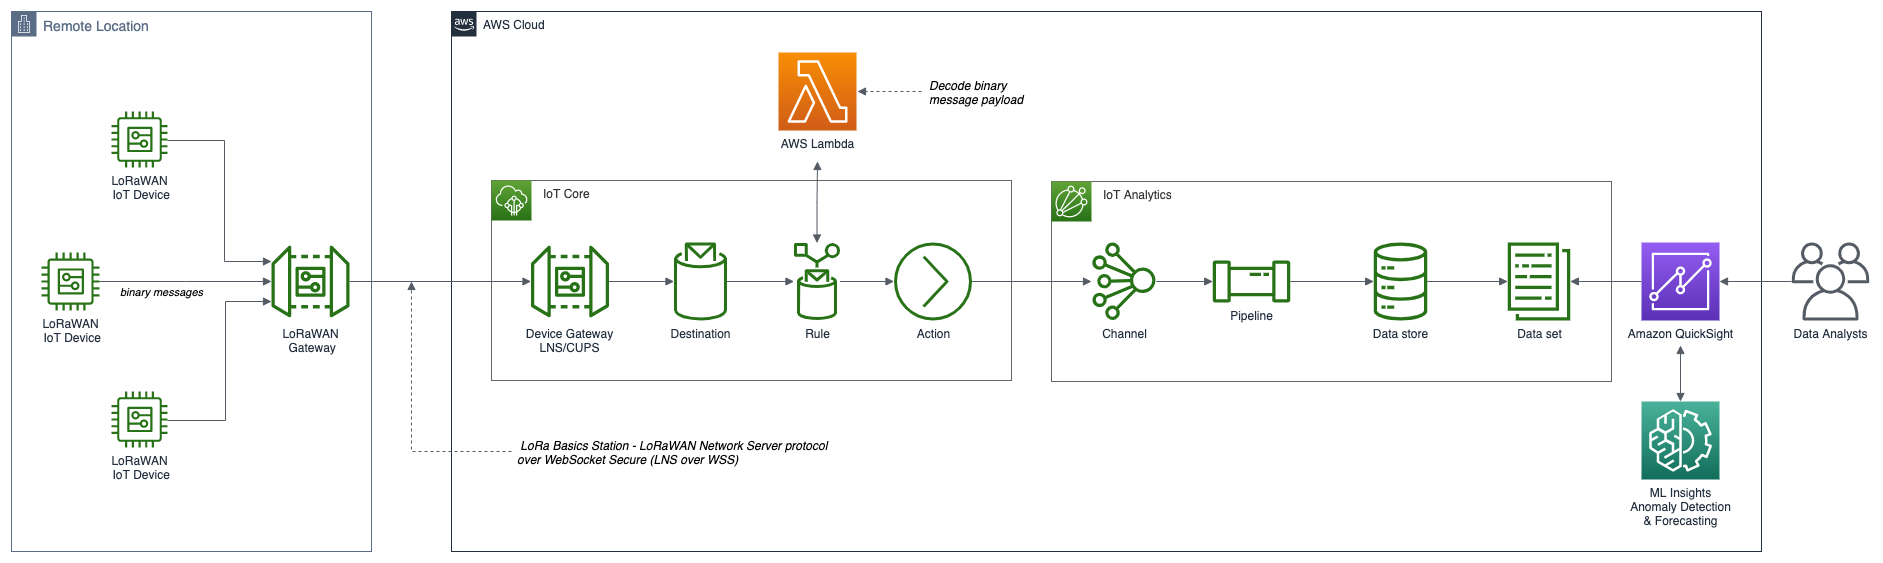 Remote Location
aws
AWS Cloud
Decode binary
message payload
AWS Lambda
LoRaWAN
IoT Device
IoT Core
IoT Analytics
binary messages
LoRaWAN
IoT Device
LoRaWAN
Gateway
Device Gateway
LNS/CUPS
Destination
Rule
Action
Channel
Pipeline
Data store
Data set
Amazon QuickSight
Data Analysts
LoRa Basics Station - LoRaWAN Network Server protocol
over WebSocket Secure (LNS over WSS)
LoRaWAN
IoT Device
ML Insights
Anomaly Detection
& Forecasting